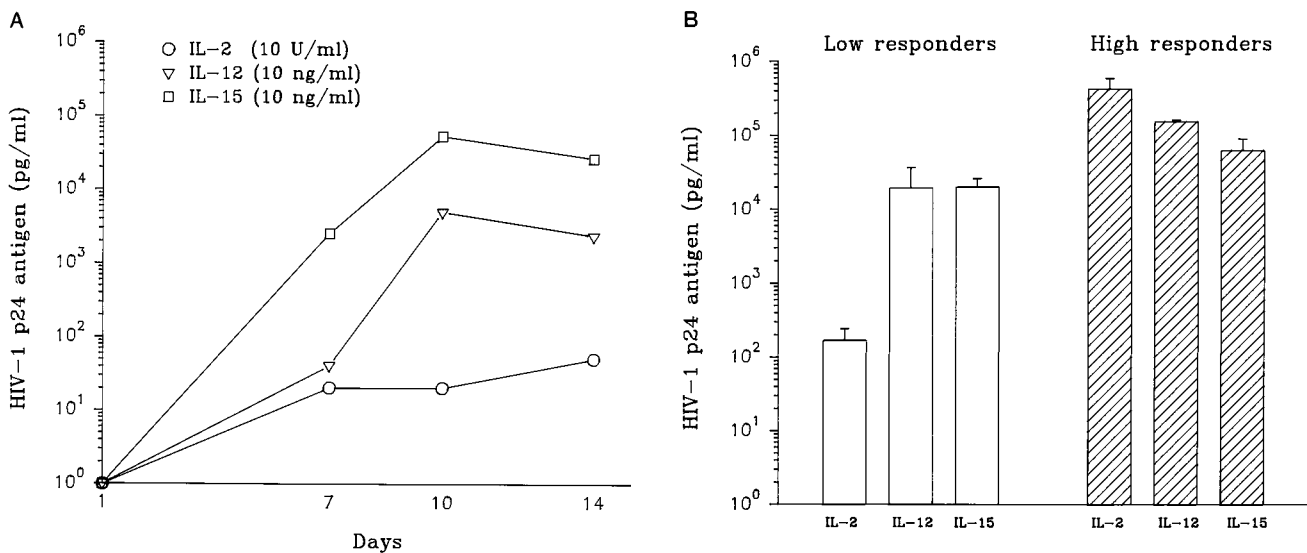 A
HIV-1 p24 antigen (pg/ml)
10^6
10^5
10^4
10^3
10^2
10^1
10^0
IL-2 (10 U/ml)
IL-12 (10 ng/ml)
IL-15 (10 ng/ml)
1 7 10 14
Days
B
HIV-1 p24 antigen (pg/ml)
10^6
10^5
10^4
10^3
10^2
10^1
10^0
Low responders High responders
IL-2 IL-12 IL-15 IL-2 IL-12 IL-15